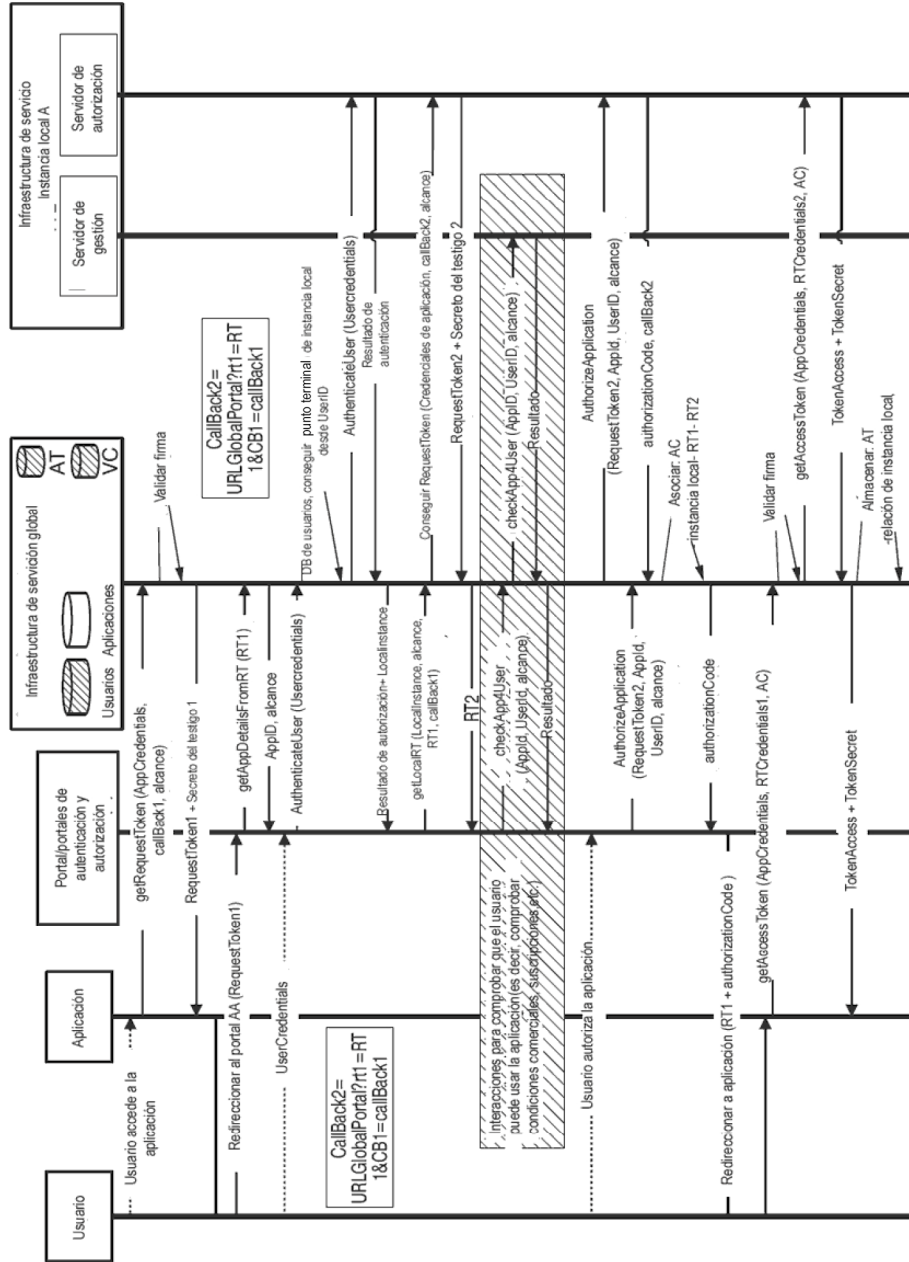 Usuario
Aplicación
Portal/portales de
autenticación y
autorización
Infraestructura de servición global
Usuarios
Aplicaciones
AT
VC
Infraestructura de servicio
Instancia local A
Servidor de
gestión
Servidor de
autorización
Usuario accede a la
aplicación
getRequestToken (AppCredentials,
callBack1, alcance)
Validar firma
RequestToken1 + Secreto del testigo 1
Redireccionar al portal AA (RequestToken1)
getAppDetailsFromRT (RT1)
AppID, alcance
UserCredentials
AuthenticateUser (Usercredentials)
CallBack2=
URLGlobalPortal?rt1=RT
1&CB1=callBack1
CallBack2=
URLGlobalPortal?rt1=RT
1&CB1=callBack1
DB de usuarios, conseguir punto terminal de instancia local
desde UserID
AuthenticateUser (Usercredentials)
Resultado de
autenticación
Resultado de autorización+ LocalInstance
getLocalRT (LocalInstance, alcance,
RT1, callBack1)
Conseguir RequestToken (Credenciales de aplicación, callBack2, alcance)
RequestToken2 + Secreto del testigo 2
RT2
Interacciones para comprobar que el usuario
puede usar la aplicación(es decir, comprobar
condiciones comerciales, suscripciones,etc.)
checkApp4User
(AppId, UserId, alcance)
checkApp4User (AppID, UserID, alcance)
Resultado
Resultado
Usuario autoriza la aplicación
AuthorizeApplication
(RequestToken2, AppId,
UserID, alcance)
AuthorizeApplication
(RequestToken2, AppId, UserID, alcance)
authorizationCode, callBack2
Asociar: AC
-instancia local- RT1- RT2
authorizationCode
Redireccionar a aplicación (RT1 + authorizationCode )
getAccessToken (AppCredentials, RTCredentials1, AC)
Validar firma
getAccessToken (AppCredentials, RTCredentials2, AC)
TokenAccess + TokenSecret
Almacenar: AT
-relación de instancia local,
TokenAccess + TokenSecret